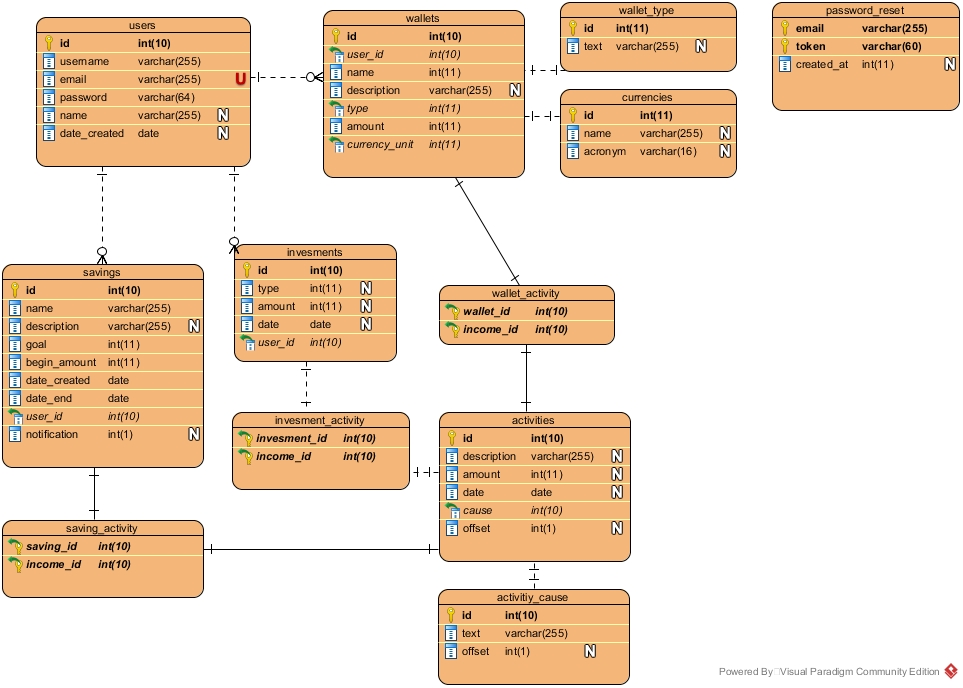 users
id int(10)
username varchar(255)
email varchar(255) U
password varchar(64)
name varchar(255) N
date_created date N
wallets
id int(10)
user_id int(10)
name int(11)
description varchar(255) N
type int(11)
amount int(11)
currency_unit int(11)
wallet_type
id int(11)
text varchar(255) N
currencies
id int(11)
name varchar(255) N
acronym varchar(16) N
password_reset
email varchar(255)
token varchar(60)
created_at int(11) N
savings
id int(10)
name varchar(255)
description varchar(255) N
goal int(11)
begin_amount int(11)
date_created date
date_end date
user_id int(10)
notification int(1) N
invesments
id int(10)
type int(11) N
amount int(11) N
date date N
user_id int(10)
wallet_activity
wallet_id int(10)
income_id int(10)
invesment_activity
invesment_id int(10)
income_id int(10)
activities
id int(10)
description varchar(255) N
amount int(11) N
date date N
cause int(10)
offset int(1) N
saving_activity
saving_id int(10)
income_id int(10)
activitiy_cause
id int(10)
text varchar(255)
offset int(1) N
Powered By Visual Paradigm Community Edition